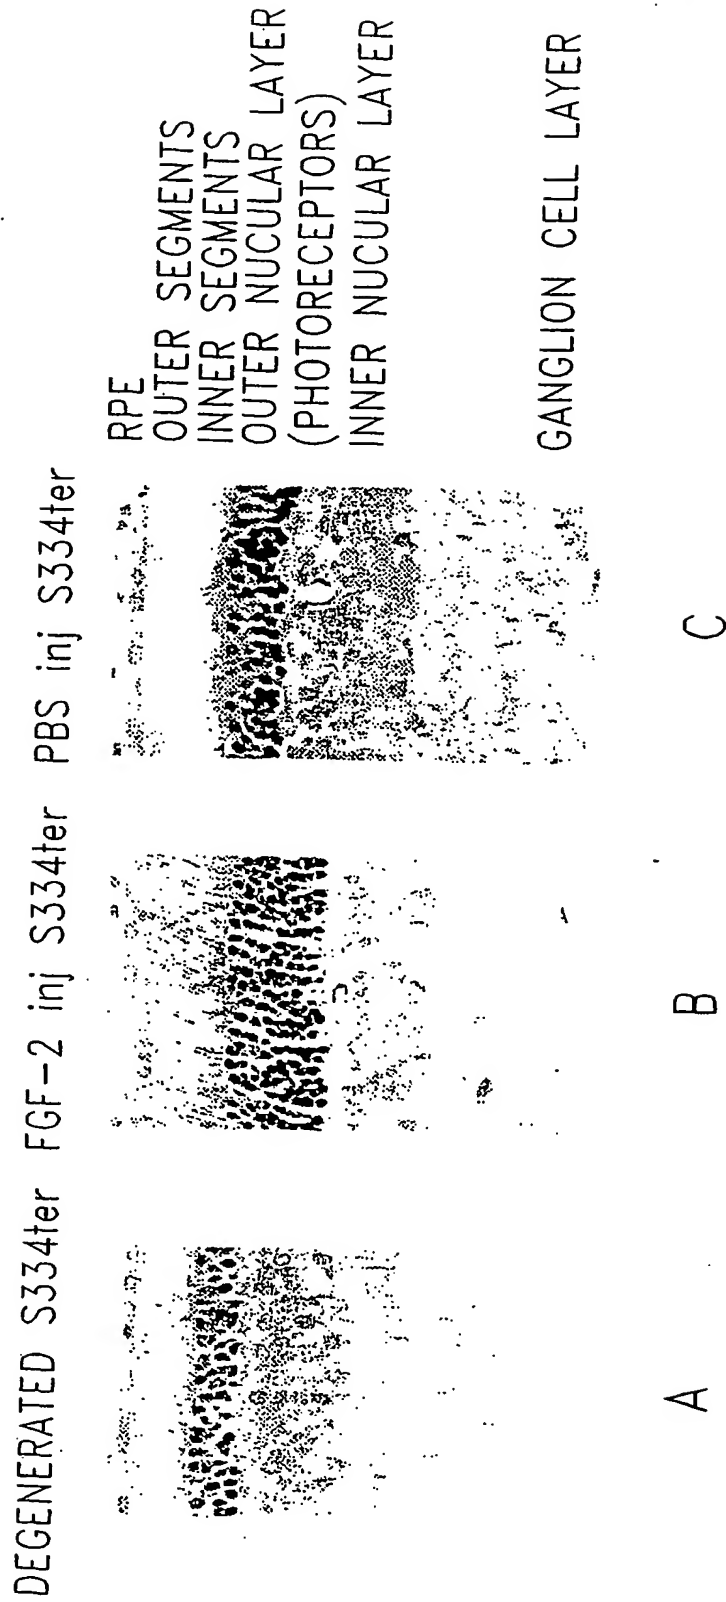 DEGENERATED S334ter
FGF-2 inj S334ter
PBS inj S334ter
RPE
OUTER SEGMENTS
INNER SEGMENTS
OUTER NUCULAR LAYER
(PHOTORECEPTORS)
INNER NUCULAR LAYER
GANGLION CELL LAYER
A
B
C